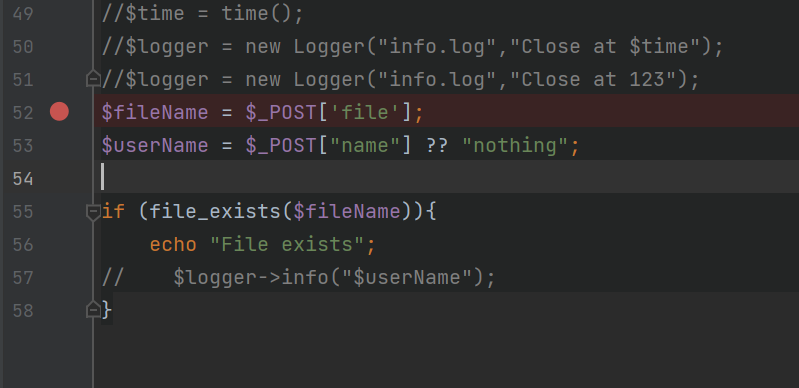 49 //$time = time();
50 //$logger = new Logger("info.log","Close at $time");
51 //$logger = new Logger("info.log","Close at 123");
52 $fileName = $_POST['file'];
53 $userName = $_POST["name"] ?? "nothing";
54
55 if (file_exists($fileName)){
56     echo "File exists";
57 //    $logger->info("$userName");
58 }